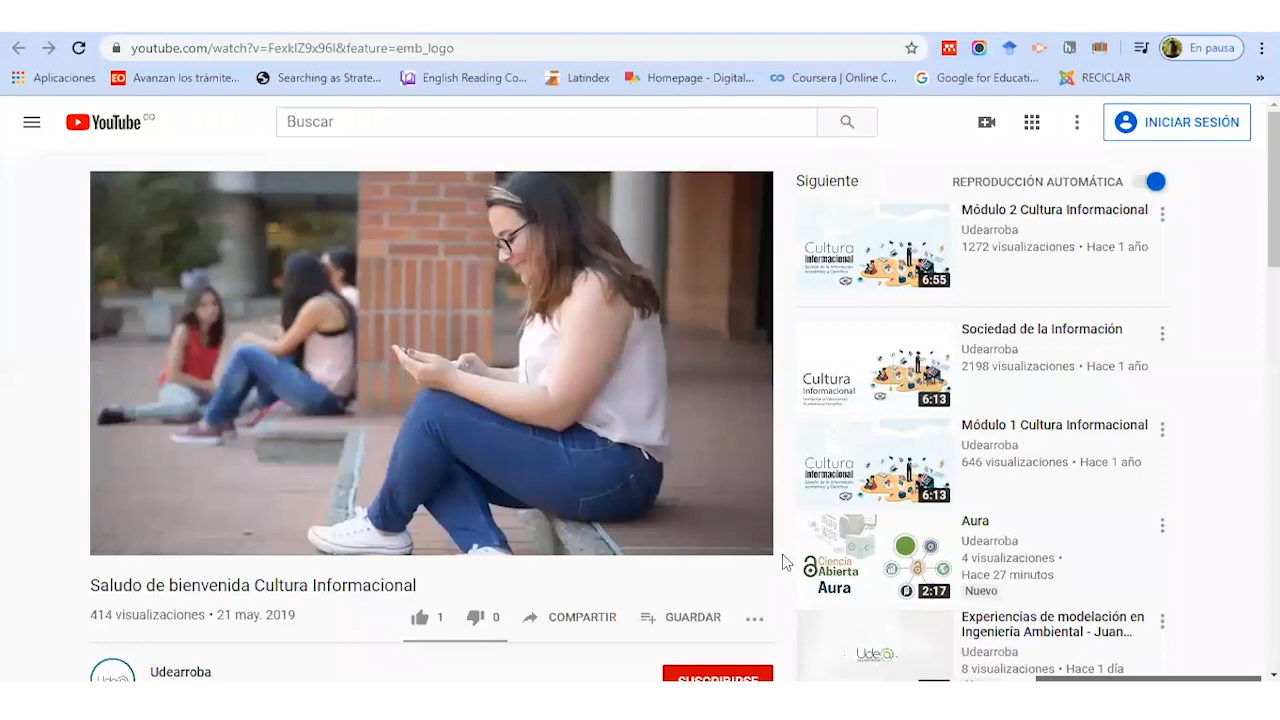 youtube.com/watch?v=FexkIZ9x96I&feature=emb_logo
En pausa
Aplicaciones
EO Avanzan los trámite...
Searching as Strate...
English Reading Co...
Latindex
Homepage - Digital...
Coursera | Online C...
Google for Educati...
RECICLAR
YouTube CO
Buscar
INICIAR SESIÓN
Siguiente
REPRODUCCIÓN AUTOMÁTICA
Cultura
Informacional
6:55
Módulo 2 Cultura Informacional
Udearroba
1272 visualizaciones • Hace 1 año
Cultura
Informacional
6:13
Sociedad de la Información
Udearroba
2198 visualizaciones • Hace 1 año
Cultura
Informacional
6:13
Módulo 1 Cultura Informacional
Udearroba
646 visualizaciones • Hace 1 año
Ciencia
Abierta
Aura
2:17
Aura
Udearroba
4 visualizaciones •
Hace 27 minutos
Nuevo
Ude@
Experiencias de modelación en
Ingeniería Ambiental - Juan...
Udearroba
8 visualizaciones • Hace 1 día
Saludo de bienvenida Cultura Informacional
414 visualizaciones • 21 may. 2019
1
0
COMPARTIR
GUARDAR
Ude@
Udearroba
SUSCRIBIRSE